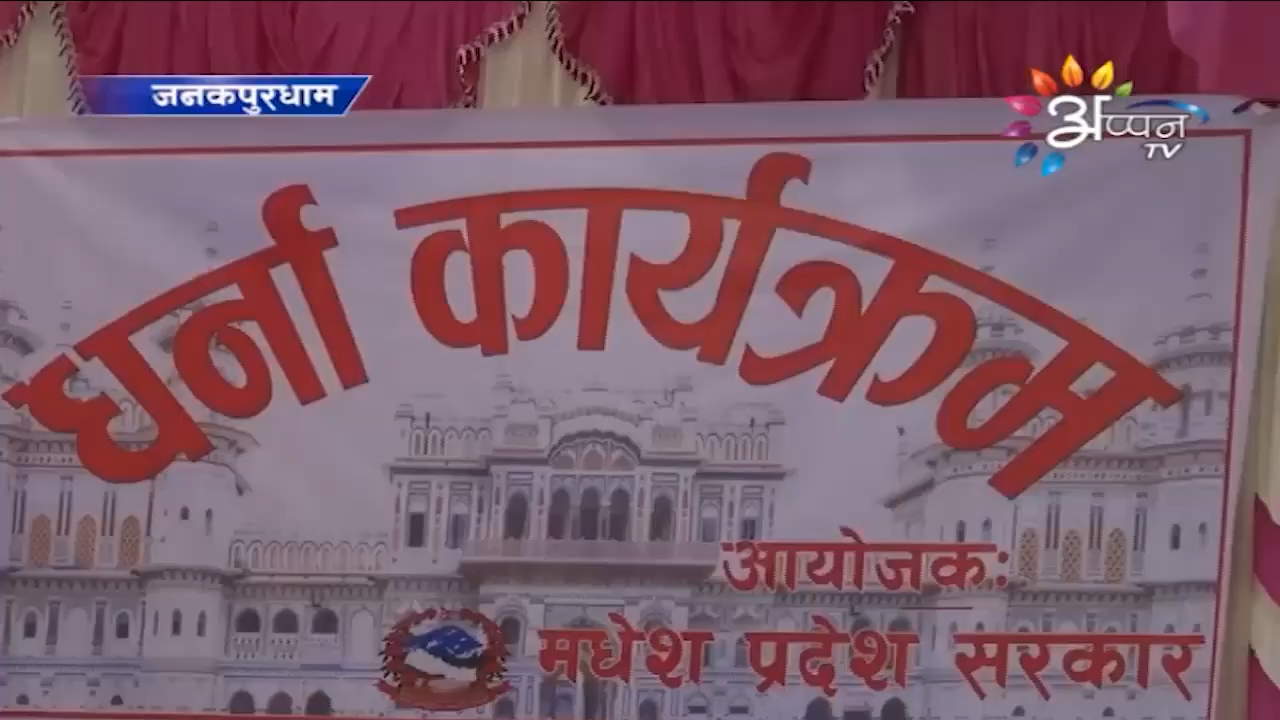 जनकपुरधाम
अप्पन
TV
धर्ना कार्यक्रम
आयोजक:
मधेश प्रदेश सरकार